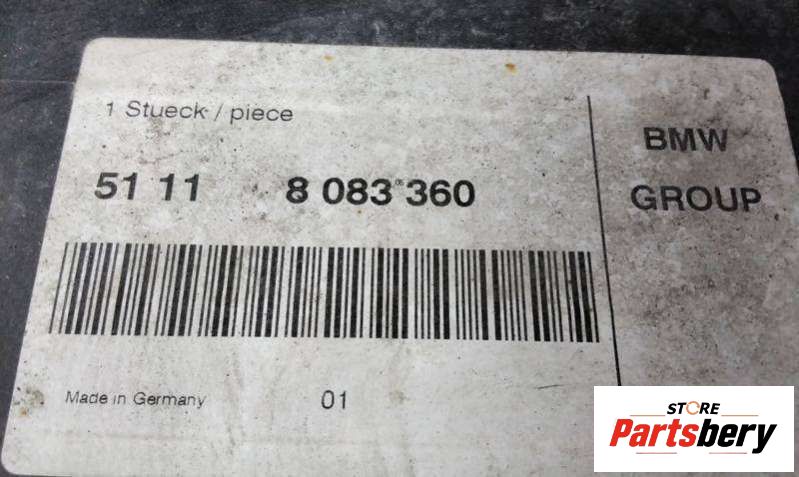 1 Stueck / piece
51 11 8 083 360
BMW
GROUP
Made in Germany 01
STORE
Partsbery